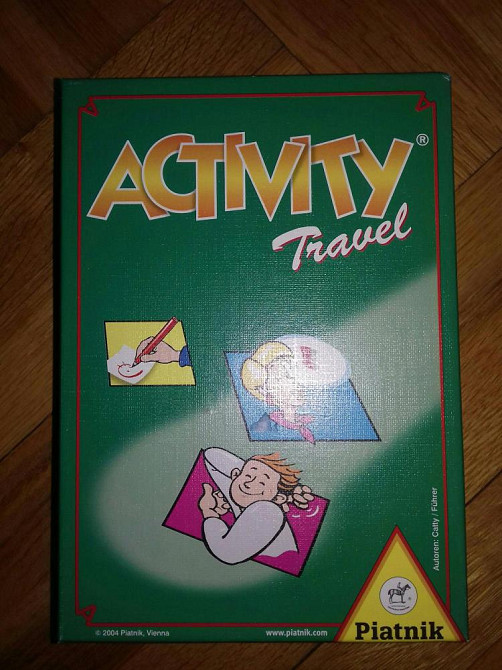 ACTIVITY®
Travel
Autoren: Catty / Führer
© 2004 Piatnik, Vienna
www.piatnik.com
Piatnik